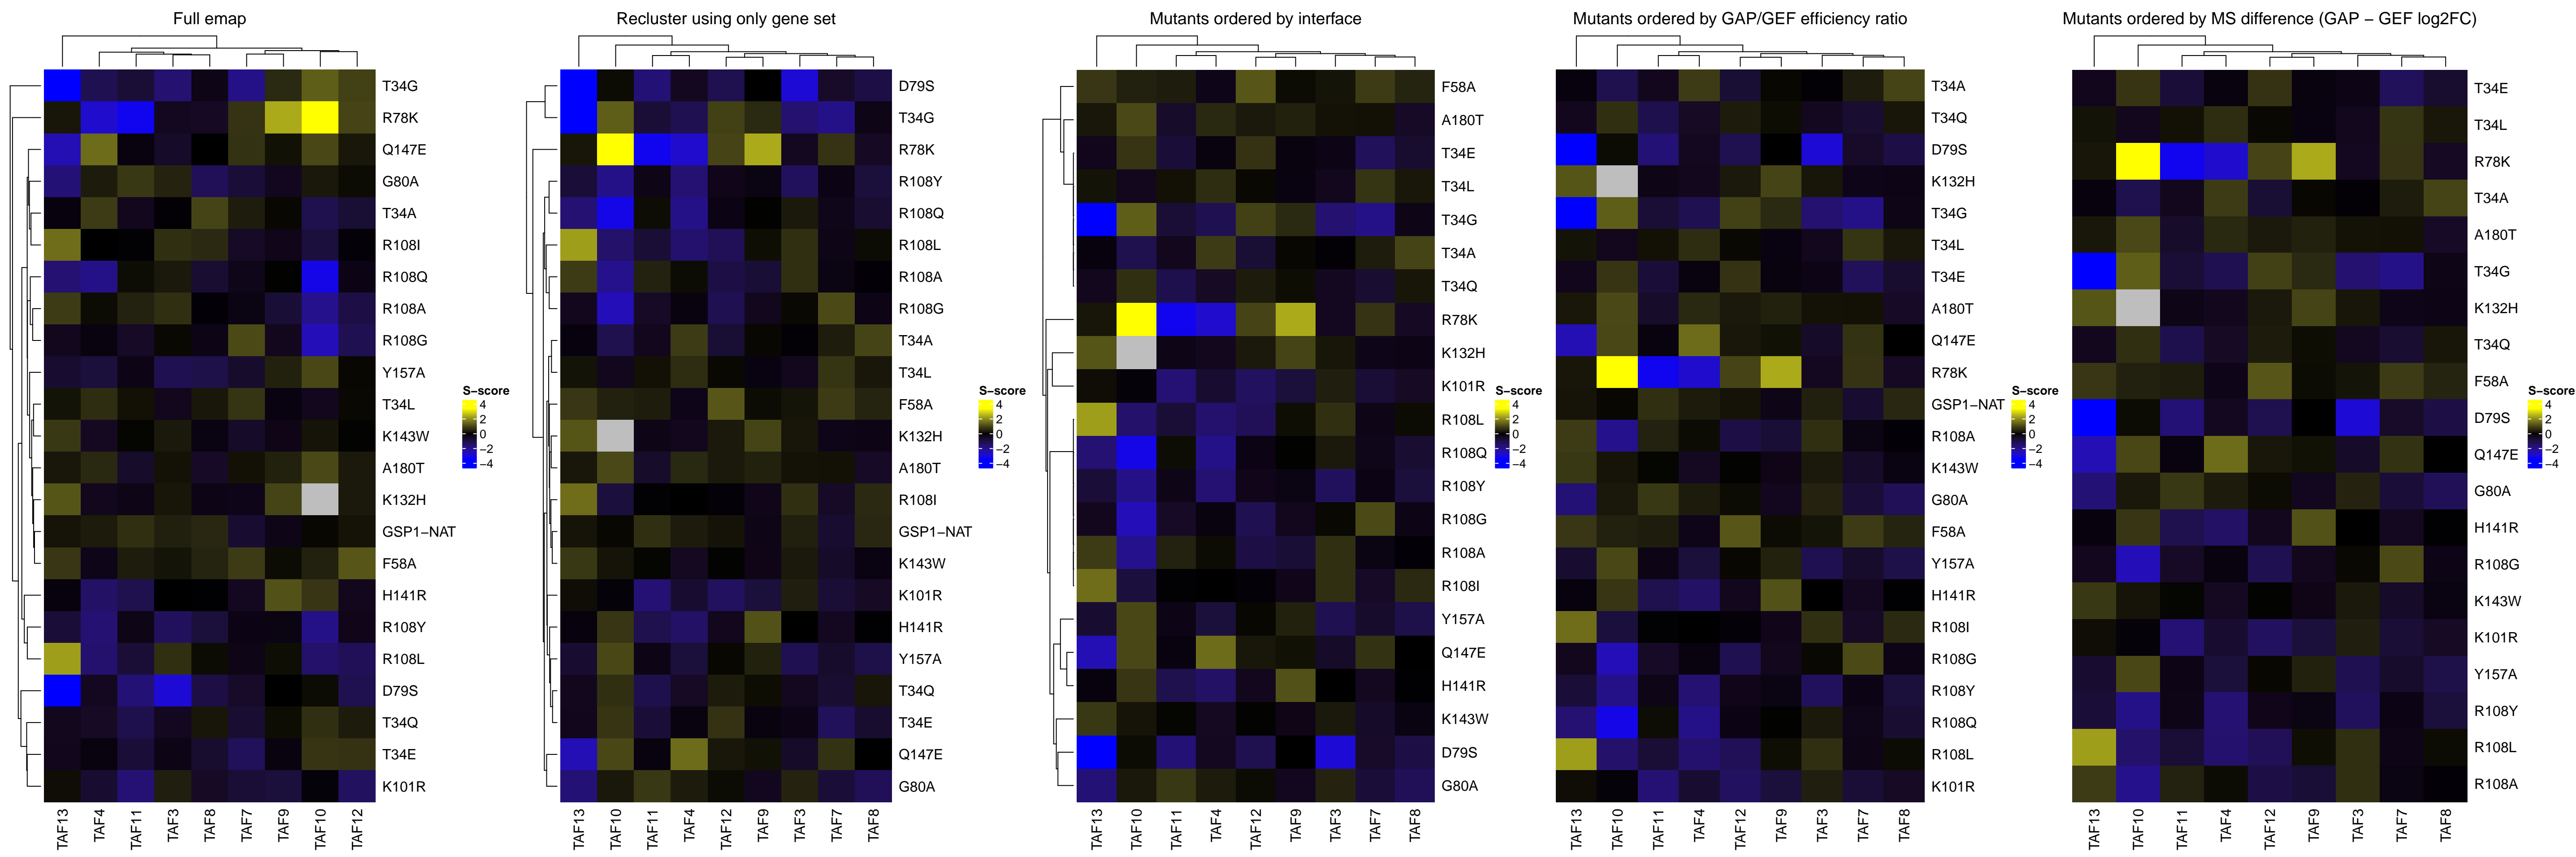 Full emap
T34G
R78K
Q147E
G80A
T34A
R108I
R108Q
R108A
R108G
Y157A
T34L
K143W
A180T
K132H
GSP1−NAT
F58A
H141R
R108Y
R108L
D79S
T34Q
T34E
K101R
TAF13
TAF4
TAF11
TAF3
TAF8
TAF7
TAF9
TAF10
TAF12
S−score
4
2
0
−2
−4
Recluster using only gene set
D79S
T34G
R78K
R108Y
R108Q
R108L
R108A
R108G
T34A
T34L
F58A
K132H
A180T
R108I
GSP1−NAT
K143W
K101R
H141R
Y157A
T34Q
T34E
Q147E
G80A
TAF13
TAF10
TAF11
TAF4
TAF12
TAF9
TAF3
TAF7
TAF8
S−score
4
2
0
−2
−4
Mutants ordered by interface
F58A
A180T
T34E
T34L
T34G
T34A
T34Q
R78K
K132H
K101R
R108L
R108Q
R108Y
R108G
R108A
R108I
Y157A
Q147E
H141R
K143W
D79S
G80A
TAF13
TAF10
TAF11
TAF4
TAF12
TAF9
TAF3
TAF7
TAF8
S−score
4
2
0
−2
−4
Mutants ordered by GAP/GEF efficiency ratio
T34A
T34Q
D79S
K132H
T34G
T34L
T34E
A180T
Q147E
R78K
GSP1−NAT
R108A
K143W
G80A
F58A
Y157A
H141R
R108I
R108G
R108Y
R108Q
R108L
K101R
TAF13
TAF10
TAF11
TAF4
TAF12
TAF9
TAF3
TAF7
TAF8
S−score
4
2
0
−2
−4
Mutants ordered by MS difference (GAP − GEF log2FC)
T34E
T34L
R78K
T34A
A180T
T34G
K132H
T34Q
F58A
D79S
Q147E
G80A
H141R
R108G
K143W
K101R
Y157A
R108Y
R108L
R108A
TAF13
TAF10
TAF11
TAF4
TAF12
TAF9
TAF3
TAF7
TAF8
S−score
4
2
0
−2
−4